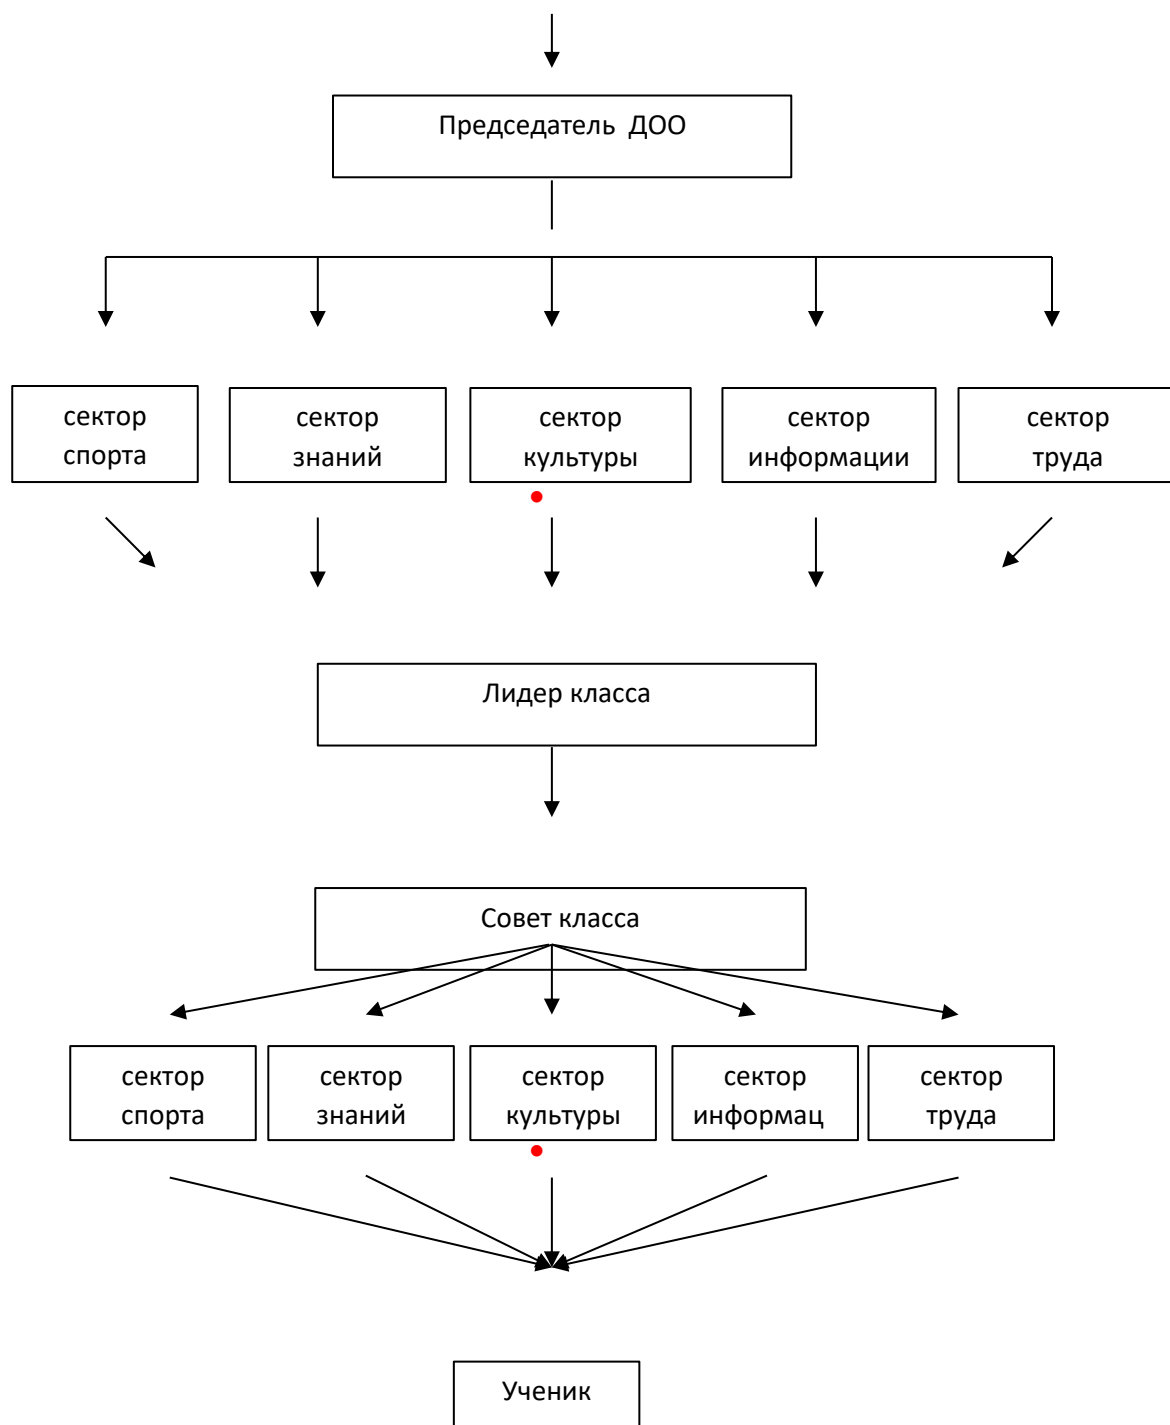 Председатель ДОО
сектор
спорта
сектор
знаний
сектор
культуры
сектор
информации
сектор
труда
Лидер класса
Совет класса
сектор
спорта
сектор
знаний
сектор
культуры
сектор
информац
сектор
труда
Ученик